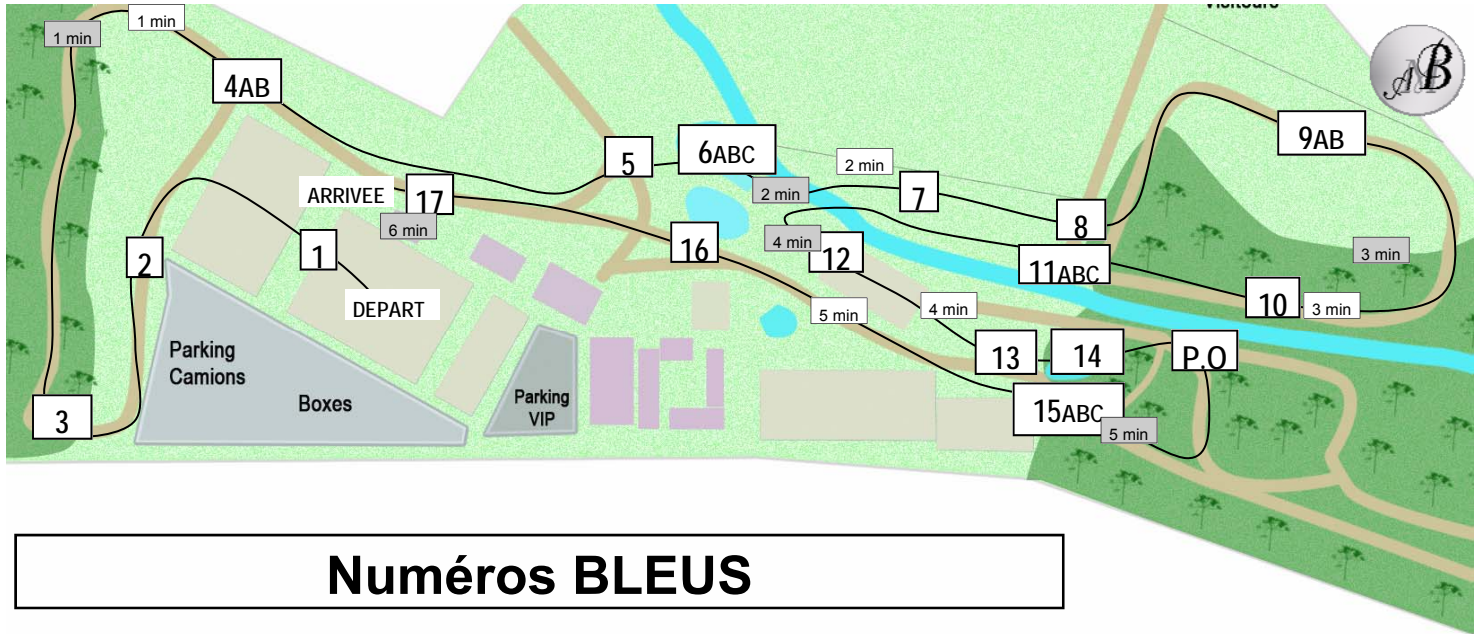 Visiteurs
1 min
1 min
4AB
9AB
6ABC
5
2 min
2 min
7
ARRIVEE
17
6 min
8
2
1
16
4 min
12
3 min
11ABC
DEPART
10
3 min
4 min
5 min
Parking
Camions
13
14
P.O
Boxes
Parking
VIP
3
15ABC
5 min
Numéros BLEUS